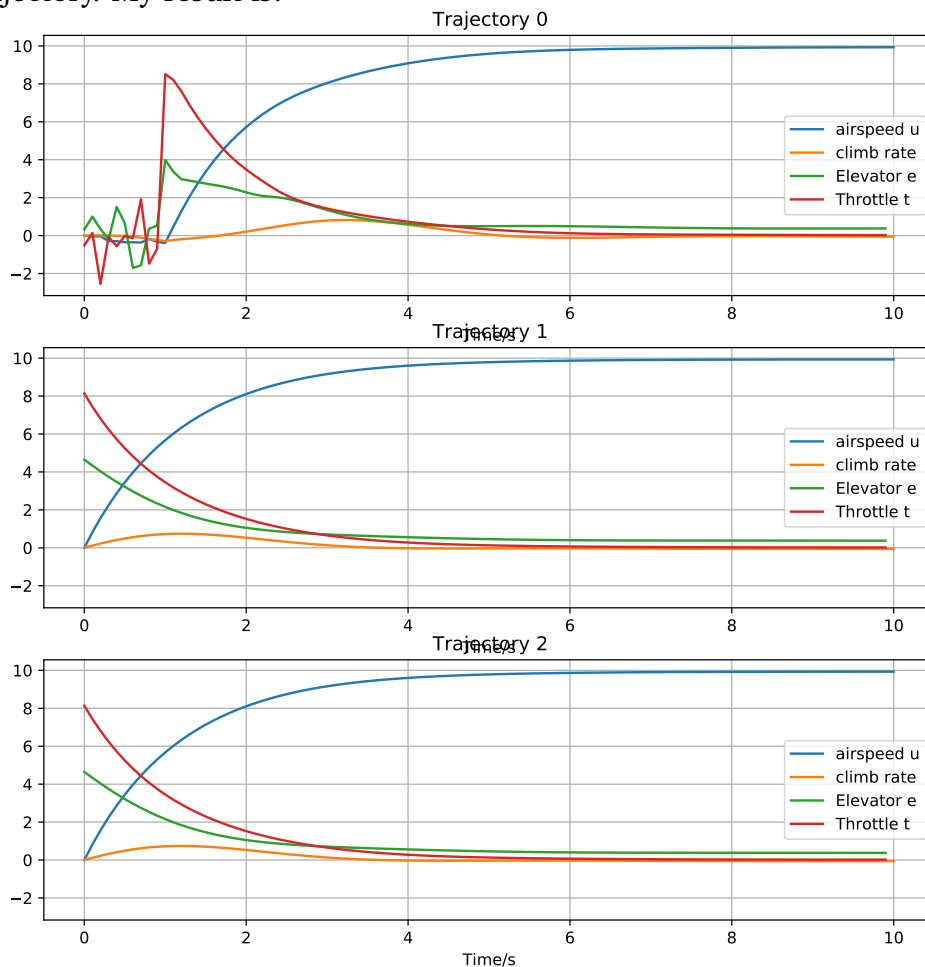 Trajectory 0
10
8
6
4
2
0
−2
airspeed u
climb rate
Elevator e
Throttle t
0 2 4 6 8 10
Time/s
Trajectory 1
10
8
6
4
2
0
−2
airspeed u
climb rate
Elevator e
Throttle t
0 2 4 6 8 10
Time/s
Trajectory 2
10
8
6
4
2
0
−2
airspeed u
climb rate
Elevator e
Throttle t
0 2 4 6 8 10
Time/s